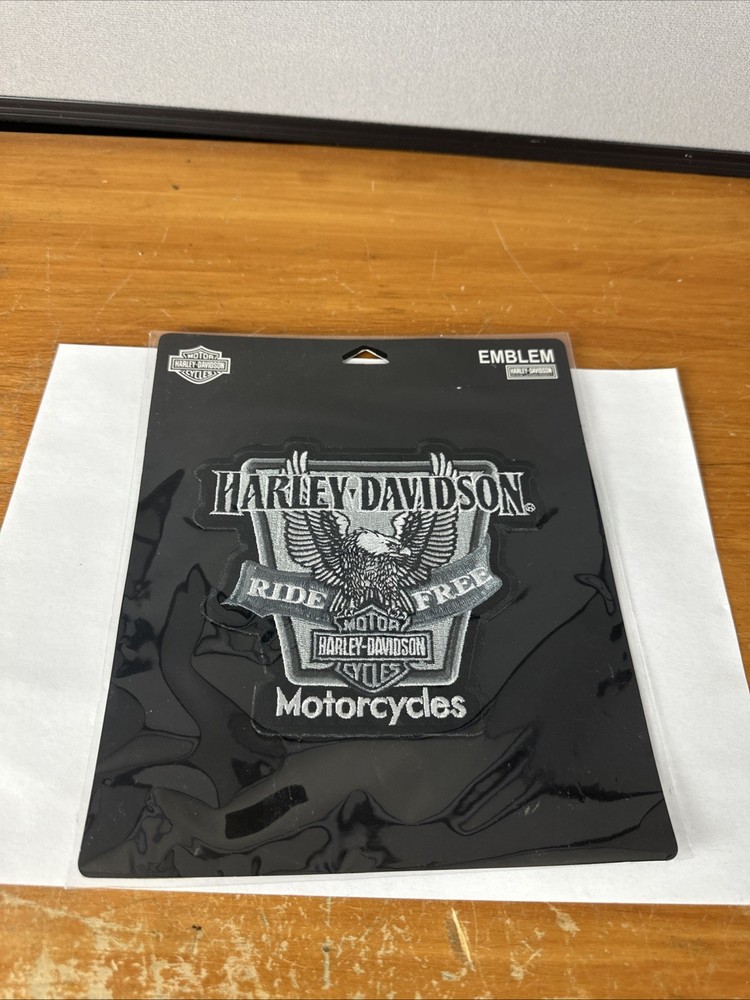 MOTOR
HARLEY-DAVIDSON
CYCLES
EMBLEM
HARLEY-DAVIDSON
HARLEY-DAVIDSON®
RIDE FREE
MOTOR
HARLEY-DAVIDSON
CYCLES
Motorcycles